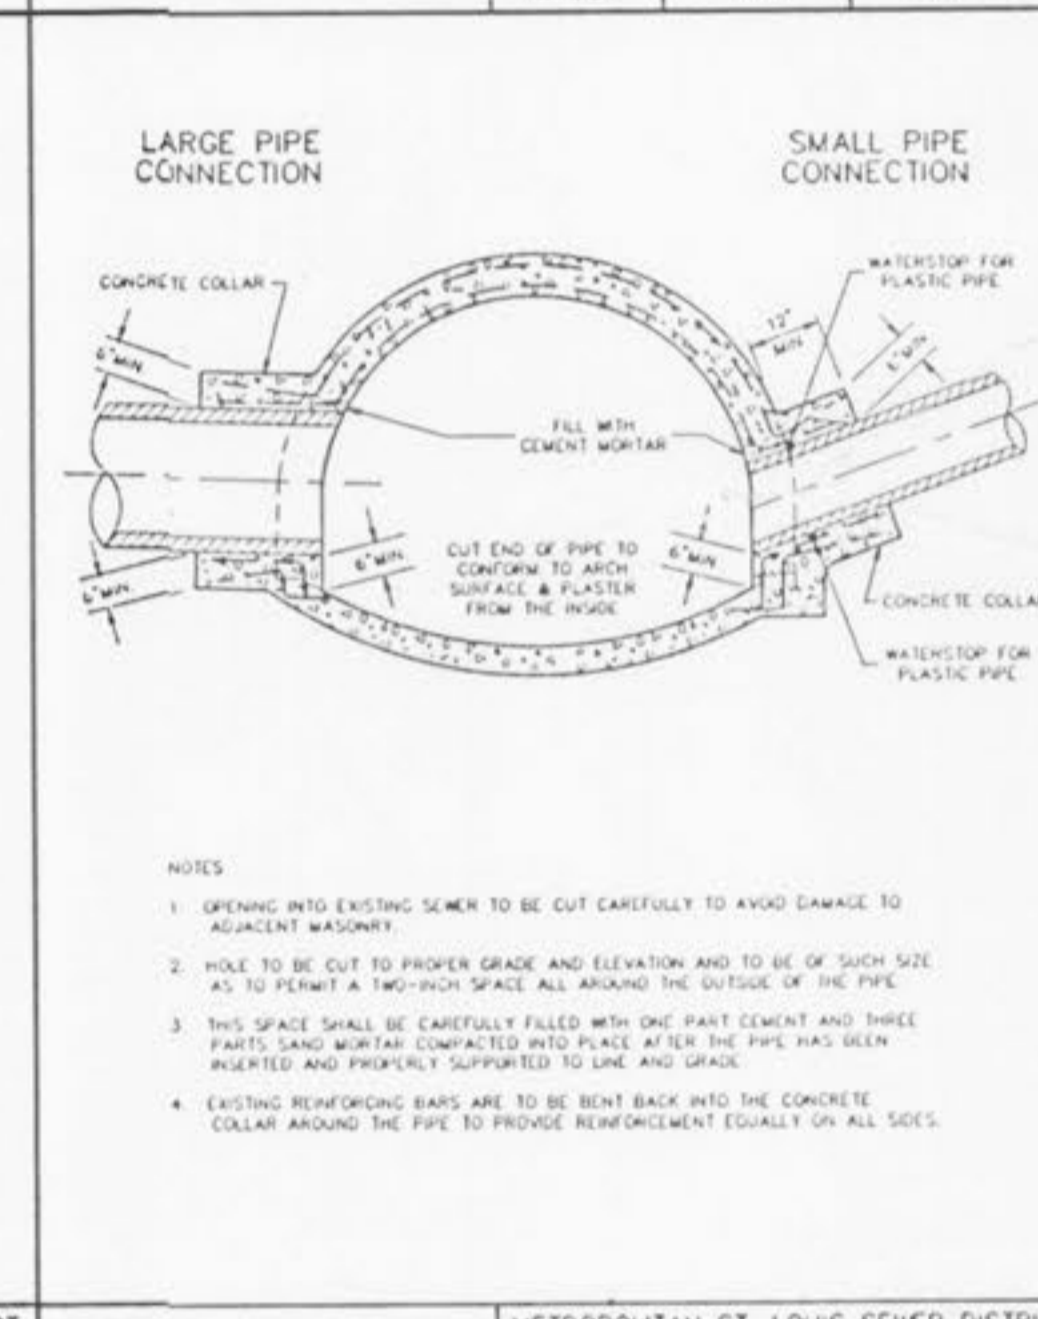 LARGE PIPE
CONNECTION
SMALL PIPE
CONNECTION
CONCRETE COLLAR
WATERSTOP FOR
PLASTIC PIPE
6" MIN
12"
MIN
6" MIN
FILL WITH
CEMENT MORTAR
6" MIN
CUT END OF PIPE TO
CONFORM TO ARCH
SURFACE & PLASTER
FROM THE INSIDE
6" MIN
6" MIN.
CONCRETE COLLA
WATERSTOP FOR
PLASTIC PIPE
NOTES
1. OPENING INTO EXISTING SEWER TO BE CUT CAREFULLY TO AVOID DAMAGE TO
ADJACENT MASONRY.
2. HOLE TO BE CUT TO PROPER GRADE AND ELEVATION AND TO BE OF SUCH SIZE
AS TO PERMIT A TWO-INCH SPACE ALL AROUND THE OUTSIDE OF THE PIPE
3. THIS SPACE SHALL BE CAREFULLY FILLED WITH ONE PART CEMENT AND THREE
PARTS SAND MORTAR COMPACTED INTO PLACE AFTER THE PIPE HAS BEEN
INSERTED AND PROPERLY SUPPORTED TO LINE AND GRADE
4. EXISTING REINFORCING BARS ARE TO BE BENT BACK INTO THE CONCRETE
COLLAR AROUND THE PIPE TO PROVIDE REINFORCEMENT EQUALLY ON ALL SIDES.
METROPOLITAN ST. LOUIS SEWER DISTRI